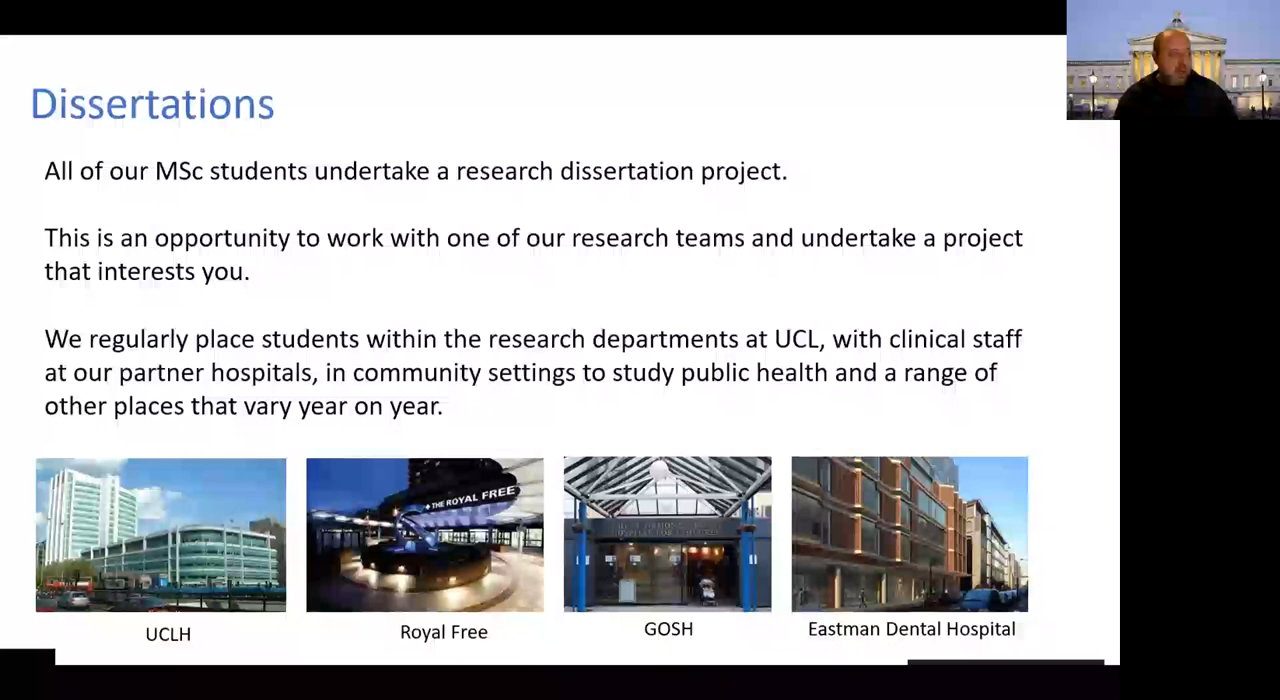 Dissertations
All of our MSc students undertake a research dissertation project.
This is an opportunity to work with one of our research teams and undertake a project
that interests you.
We regularly place students within the research departments at UCL, with clinical staff
at our partner hospitals, in community settings to study public health and a range of
other places that vary year on year.
THE ROYAL FREE
UCLH
Royal Free
GOSH
Eastman Dental Hospital